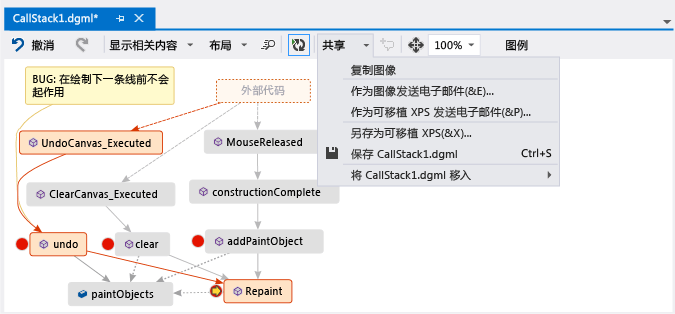 CallStack1.dgml*
撤消
显示相关内容
布局
共享
100%
图例
复制图像
作为图像发送电子邮件(&E)...
作为可移植 XPS 发送电子邮件(&P)...
另存为可移植 XPS(&X)...
保存 CallStack1.dgml Ctrl+S
将 CallStack1.dgml 移入
BUG: 在绘制下一条线前不会
起作用
外部代码
UndoCanvas_Executed
MouseReleased
ClearCanvas_Executed
constructionComplete
undo
clear
addPaintObject
paintObjects
Repaint